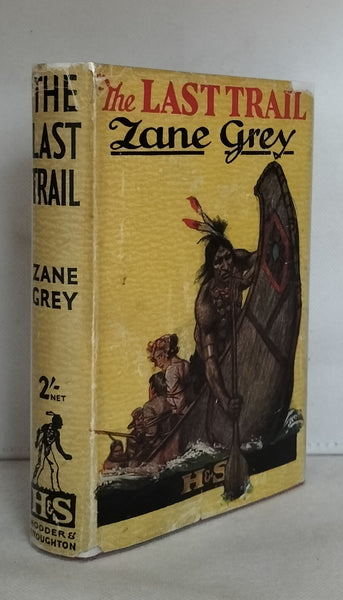 THE
LAST
TRAIL
ZANE
GREY
2/-
NET
H&S
HODDER &
STOUGHTON
The LAST TRAIL
Zane Grey
H&S